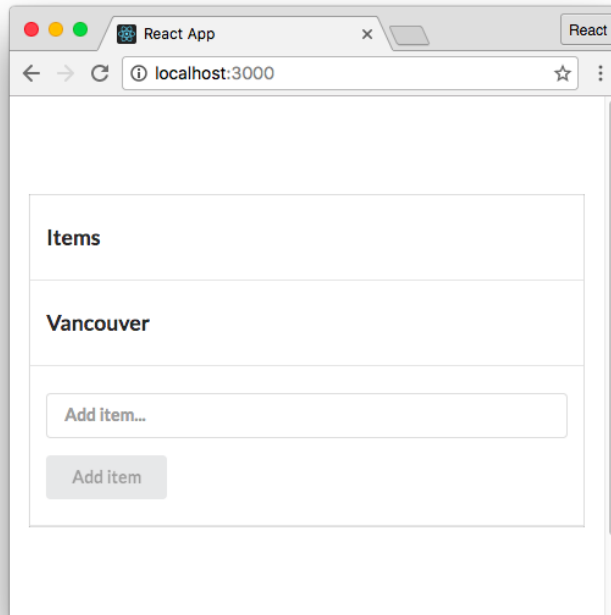 React App
React
localhost:3000
Items
Vancouver
Add item...
Add item